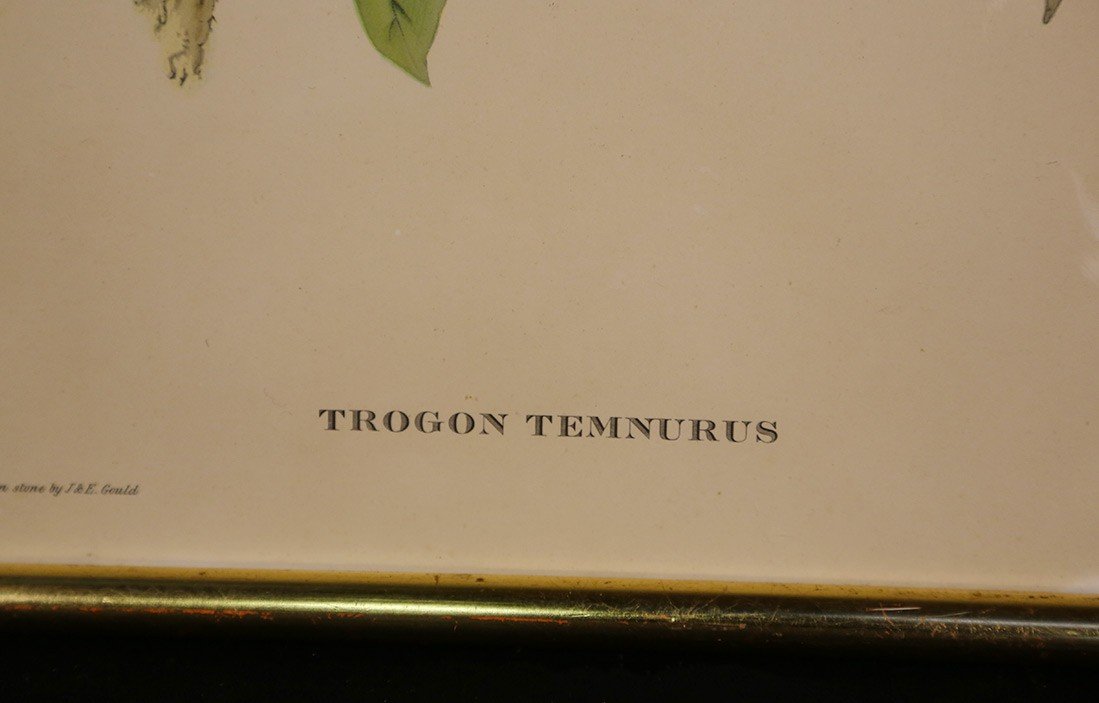 TROGON TEMNURUS
n stone by J & E. Gould